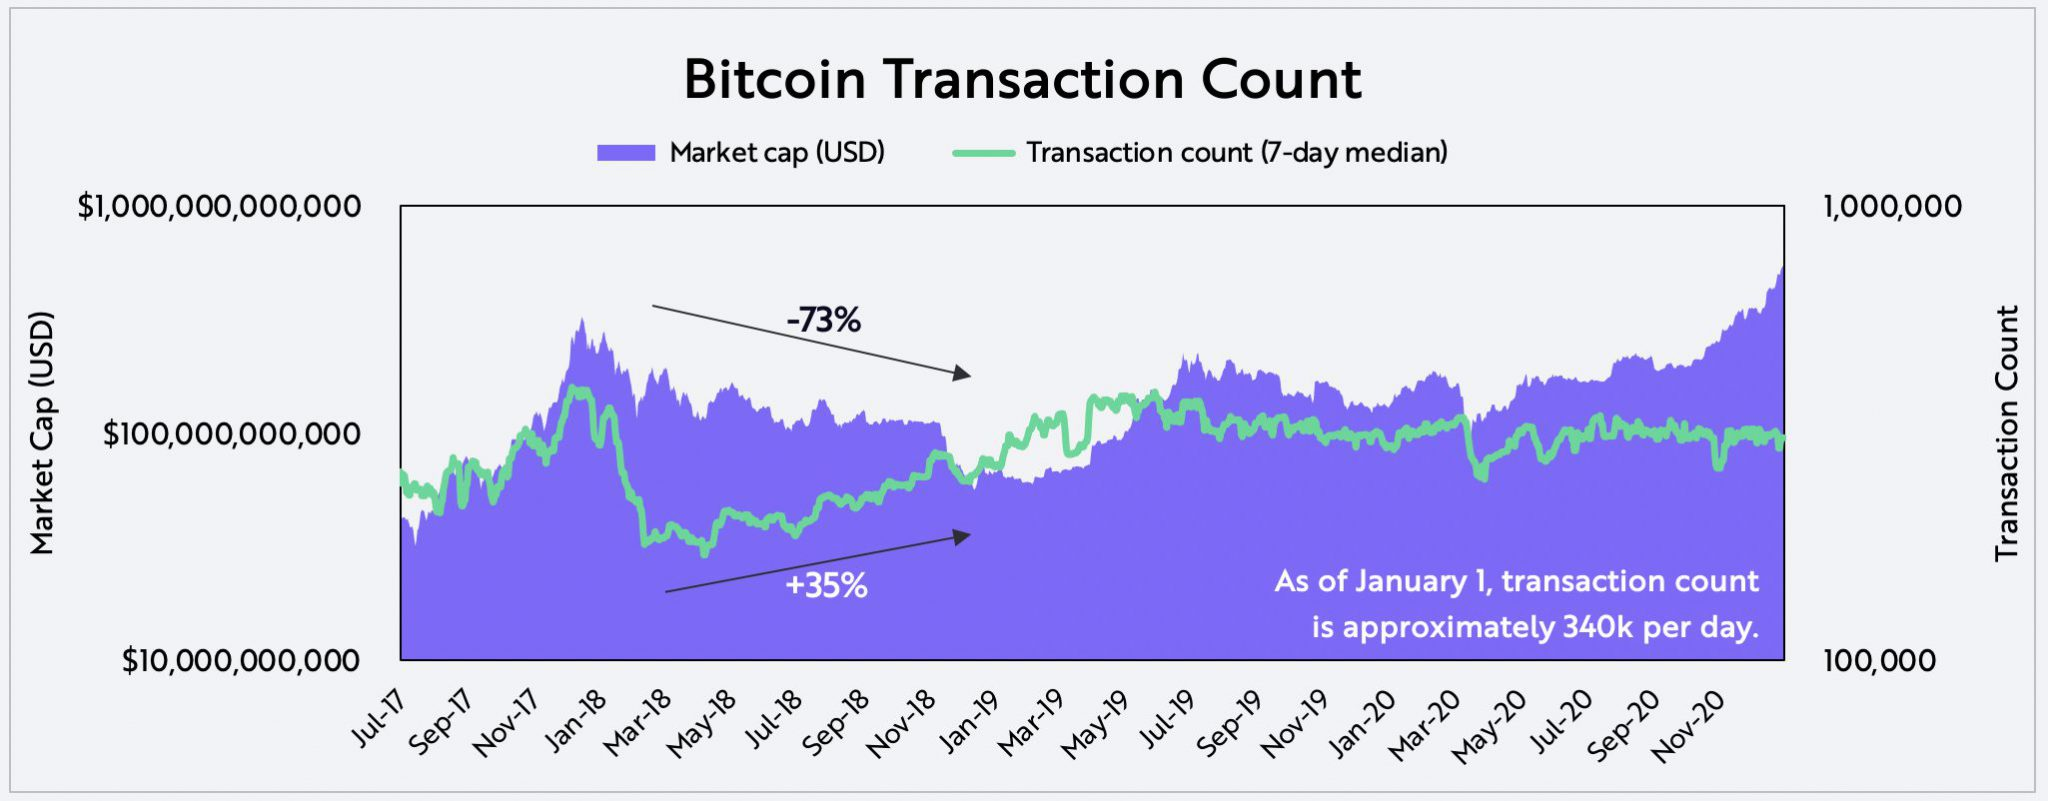 Bitcoin Transaction Count
Market cap (USD)
Transaction count (7-day median)
$1,000,000,000,000
$100,000,000,000
$10,000,000,000
Market Cap (USD)
-73%
+35%
As of January 1, transaction count
is approximately 340k per day.
1,000,000
100,000
Transaction Count
Jul-17
Sep-17
Nov-17
Jan-18
Mar-18
May-18
Jul-18
Sep-18
Nov-18
Jan-19
Mar-19
May-19
Jul-19
Sep-19
Nov-19
Jan-20
Mar-20
May-20
Jul-20
Sep-20
Nov-20